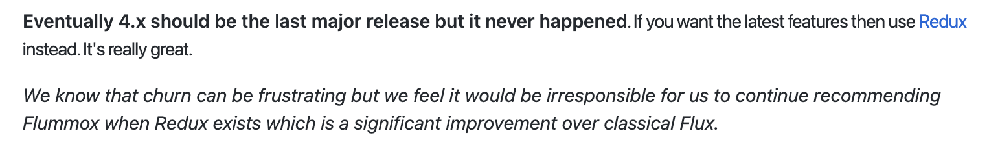 Eventually 4.x should be the last major release but it never happened. If you want the latest features then use Redux
instead. It's really great.
We know that churn can be frustrating but we feel it would be irresponsible for us to continue recommending
Flummox when Redux exists which is a significant improvement over classical Flux.